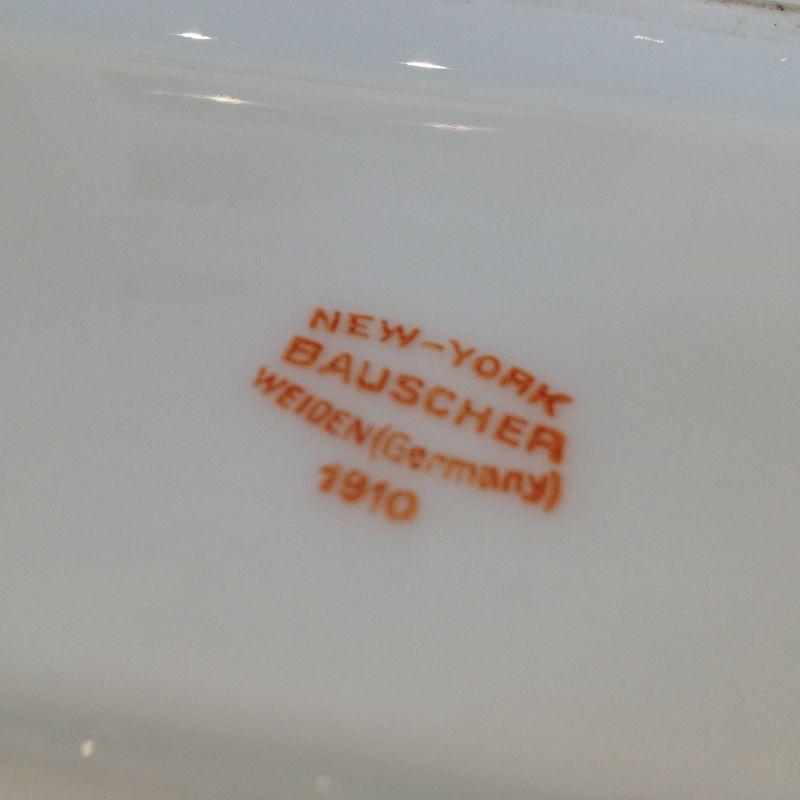 NEW-YORK
BAUSCHER
WEIDEN (Germany)
1910